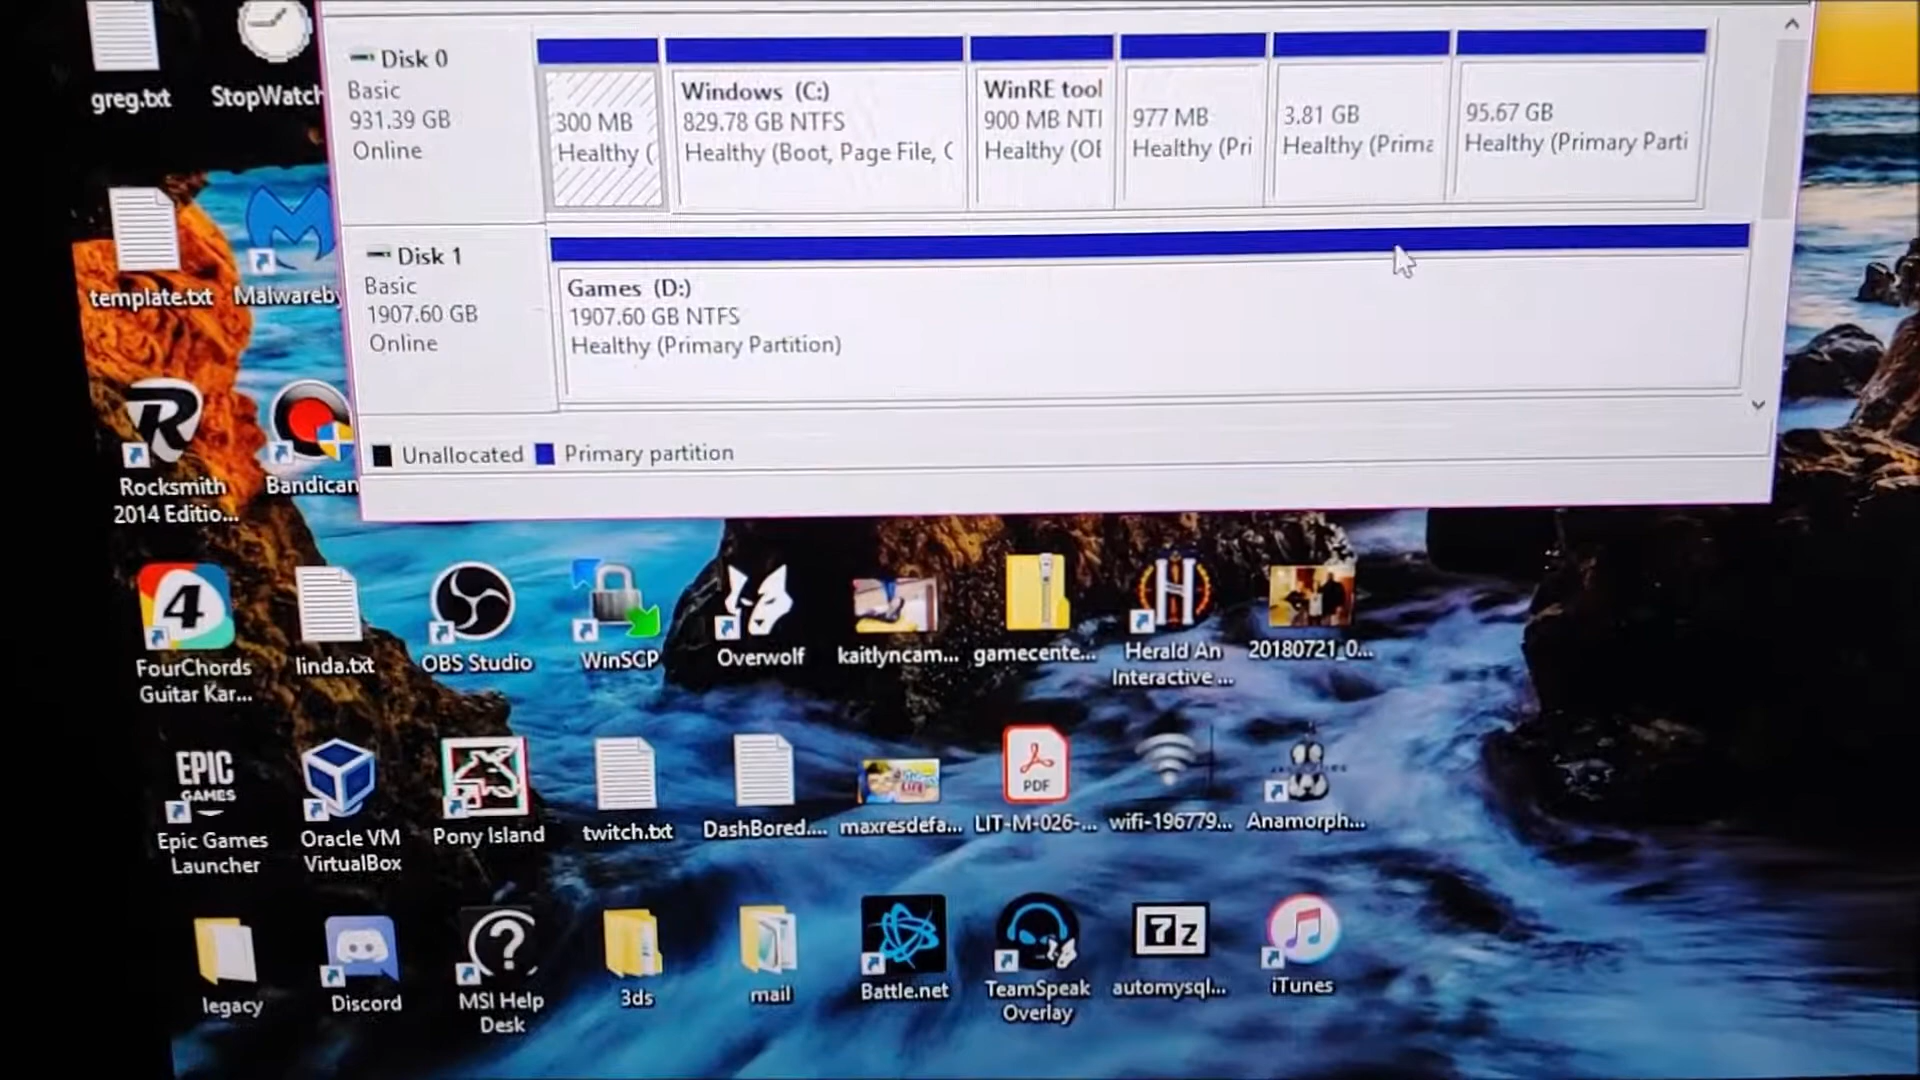 Disk 0
Basic
931.39 GB
Online
300 MB
Healthy (
Windows (C:)
829.78 GB NTFS
Healthy (Boot, Page File, C
WinRE tool
900 MB NTI
Healthy (OI
977 MB
Healthy (Pri
3.81 GB
Healthy (Prima
95.67 GB
Healthy (Primary Parti
Disk 1
Basic
1907.60 GB
Online
Games (D:)
1907.60 GB NTFS
Healthy (Primary Partition)
Unallocated
Primary partition
greg.txt
StopWatch
template.txt
Malwareby
R
Rocksmith
2014 Editio...
Bandican
4
FourChords
Guitar Kar...
linda.txt
OBS Studio
WinSCP
Overwolf
kaitlyncam...
gamecente...
H
Herald An
Interactive ...
20180721_0...
EPIC
GAMES
Epic Games
Launcher
Oracle VM
VirtualBox
Pony Island
twitch.txt
DashBored....
maxresdefa...
PDF
LIT-M-026-...
wifi-196779...
Anamorph...
legacy
Discord
?
MSI Help
Desk
3ds
mail
Battle.net
TeamSpeak
Overlay
7z
automysql...
iTunes